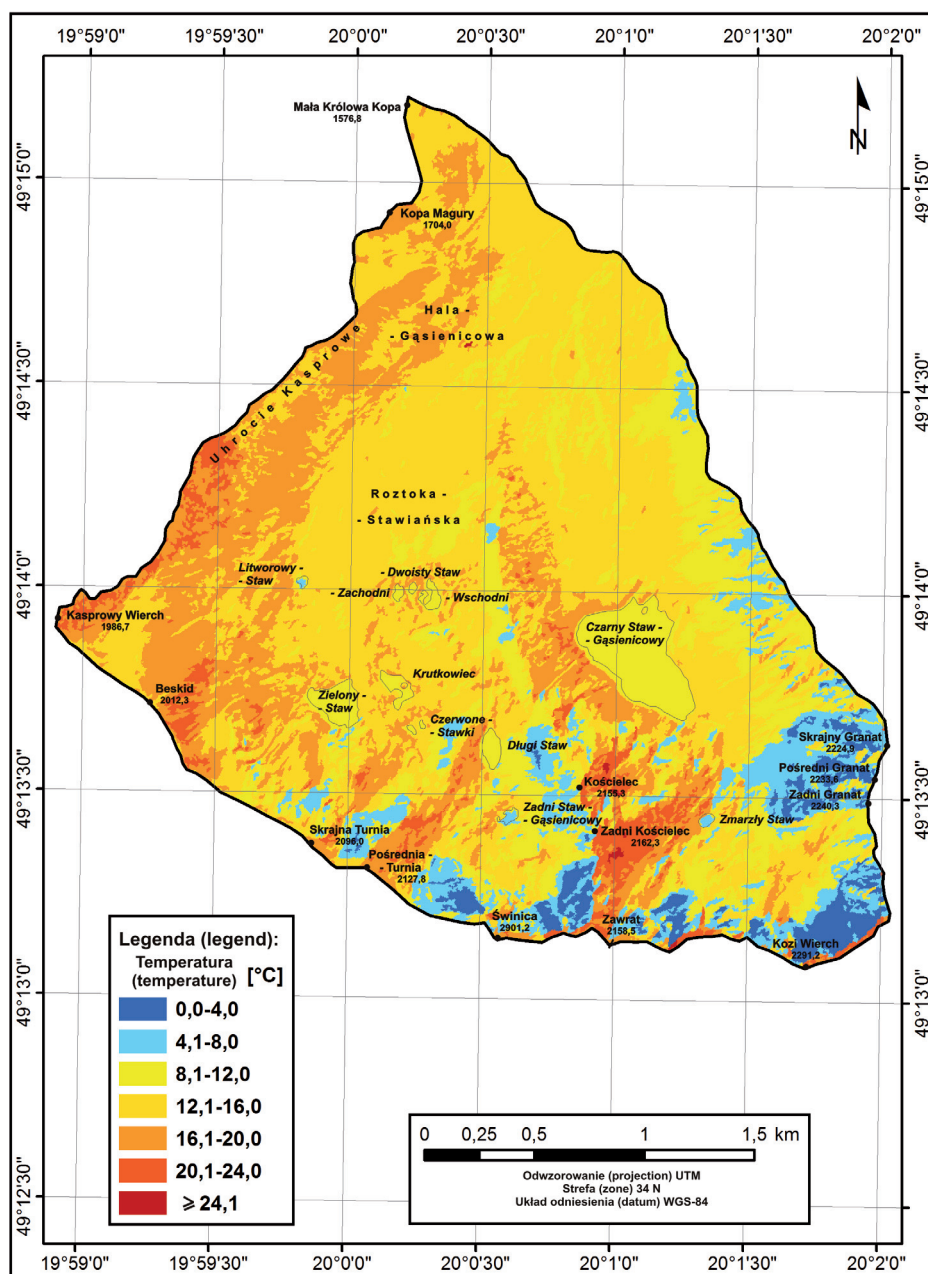 19°59'0"
19°59'30"
20°0'0"
20°0'30"
20°1'0"
20°1'30"
20°2'0"
Mała Królowa Kopa
1576,8
N
49°15'0"
49°15'0"
Kopa Magury
1704,0
Hala -
- Gąsienicowa
Uhrocie Kasprowe
49°14'30"
49°14'30"
Roztoka -
- Stawiańska
Litworowy -
- Staw
- Dwoisty Staw
- Zachodni
- Wschodni
49°14'0"
49°14'0"
Kasprowy Wierch
1986,7
Czarny Staw -
- Gąsienicowy
Krutkowiec
Beskid
2012,3
Zielony -
- Staw
Czerwone -
- Stawki
Długi Staw
Skrajny Granat
2224,9
Pośredni Granat
2233,6
Zadni Granat
2240,3
Kościelec
2155,3
49°13'30"
49°13'30"
Zadni Staw -
- Gąsienicowy
Zmarzły Staw
Skrajna Turnia
2096,0
Zadni Kościelec
2162,3
Pośrednia -
- Turnia
2127,8
Świnica
2901,2
Zawrat
2158,5
Kozi Wierch
2291,2
49°13'0"
49°13'0"
Legenda (legend):
Temperatura
(temperature) [°C]
0,0-4,0
4,1-8,0
8,1-12,0
12,1-16,0
16,1-20,0
20,1-24,0
⩾ 24,1
0 0,25 0,5 1 1,5 km
Odwzorowanie (projection) UTM
Strefa (zone) 34 N
Układ odniesienia (datum) WGS-84
49°12'30"
49°12'30"
19°59'0"
19°59'30"
20°0'0"
20°0'30"
20°1'0"
20°1'30"
20°2'0"